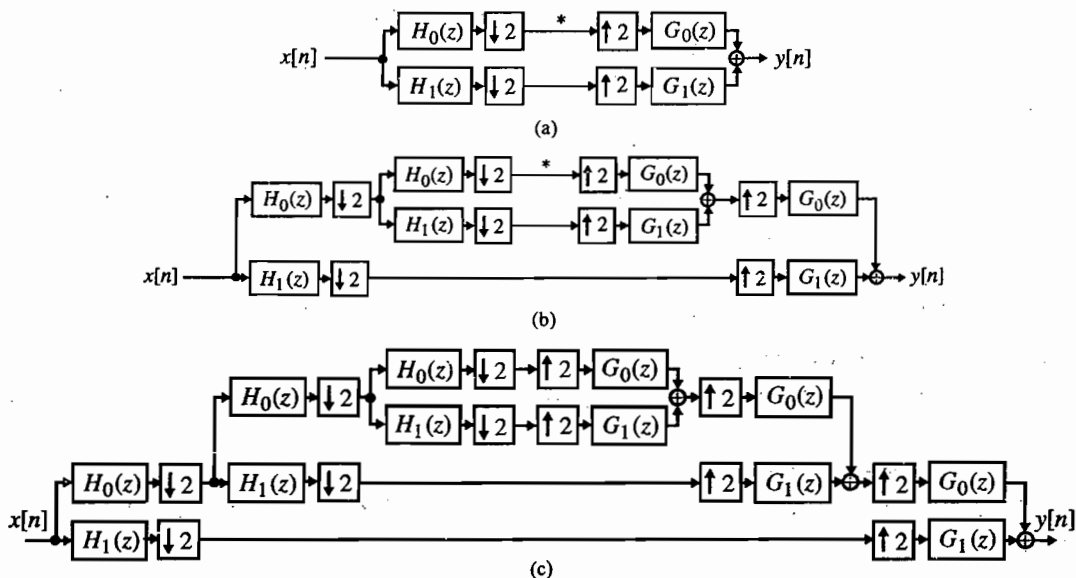 H₀(z) ↓2 * ↑2 G₀(z)
x[n] y[n]
H₁(z) ↓2 ↑2 G₁(z)
(a)
H₀(z) ↓2 * ↑2 G₀(z)
H₀(z) ↓2 ↑2 G₀(z)
H₁(z) ↓2 ↑2 G₁(z)
x[n] H₁(z) ↓2 ↑2 G₁(z) y[n]
(b)
H₀(z) ↓2 ↑2 G₀(z)
H₀(z) ↓2 ↑2 G₀(z)
H₁(z) ↓2 ↑2 G₁(z)
H₀(z) ↓2 H₁(z) ↓2 ↑2 G₁(z) ↑2 G₀(z)
x[n] y[n]
H₁(z) ↓2 ↑2 G₁(z)
(c)